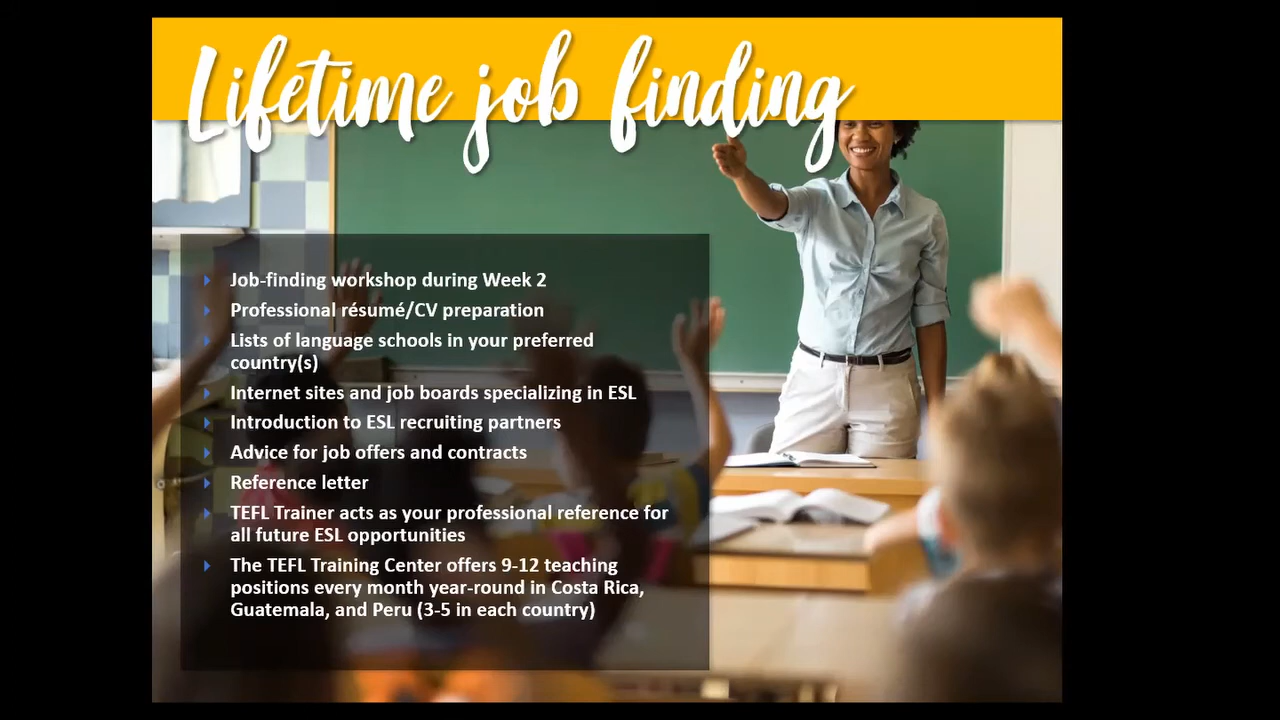 Lifetime job finding
Job-finding workshop during Week 2
Professional résumé/CV preparation
Lists of language schools in your preferred
country(s)
Internet sites and job boards specializing in ESL
Introduction to ESL recruiting partners
Advice for job offers and contracts
Reference letter
TEFL Trainer acts as your professional reference for
all future ESL opportunities
The TEFL Training Center offers 9-12 teaching
positions every month year-round in Costa Rica,
Guatemala, and Peru (3-5 in each country)